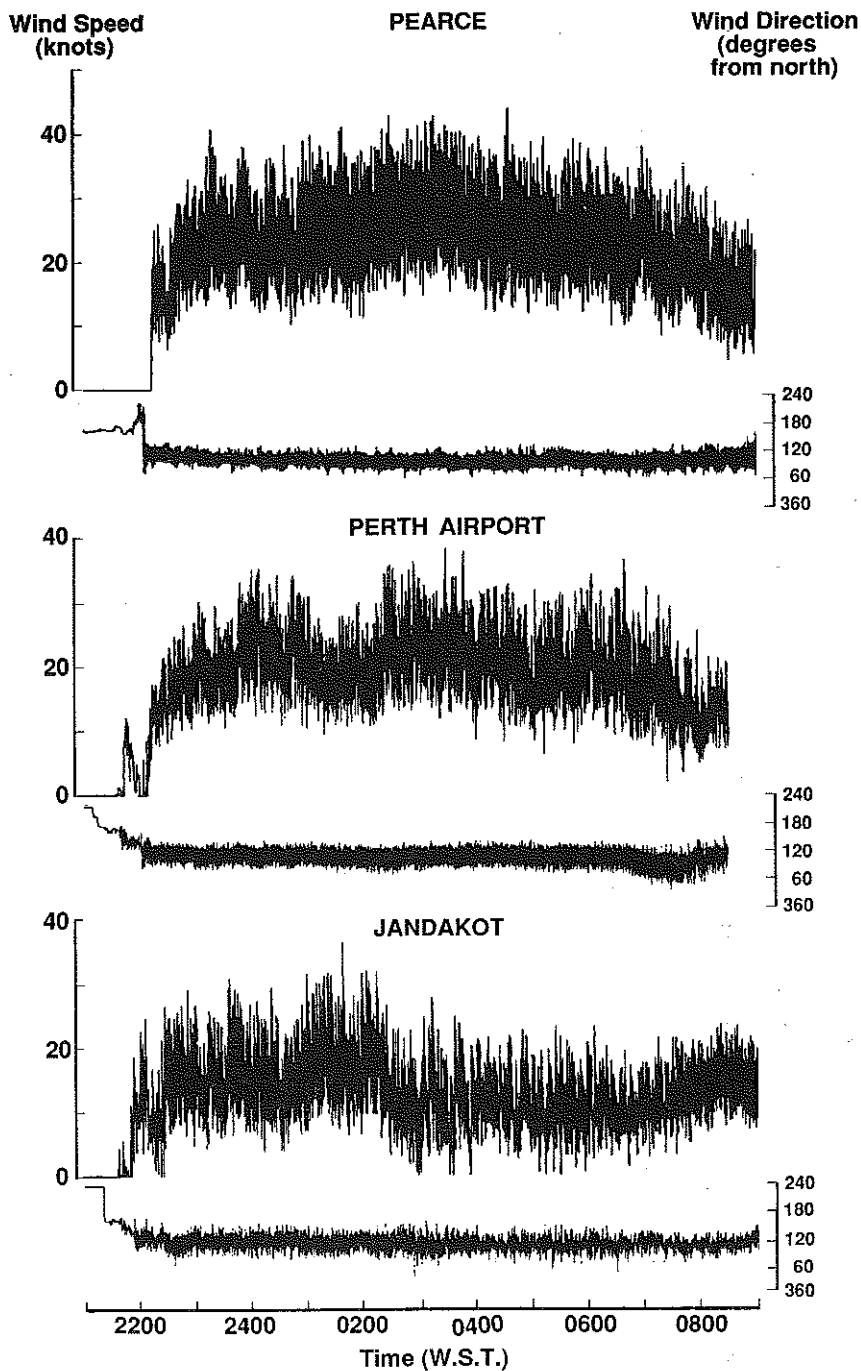 Wind Speed
(knots)
PEARCE
Wind Direction
(degrees
from north)
40
20
0
240
180
120
60
360
PERTH AIRPORT
40
20
0
240
180
120
60
360
JANDAKOT
40
20
0
240
180
120
60
360
2200 2400 0200 0400 0600 0800
Time (W.S.T.)